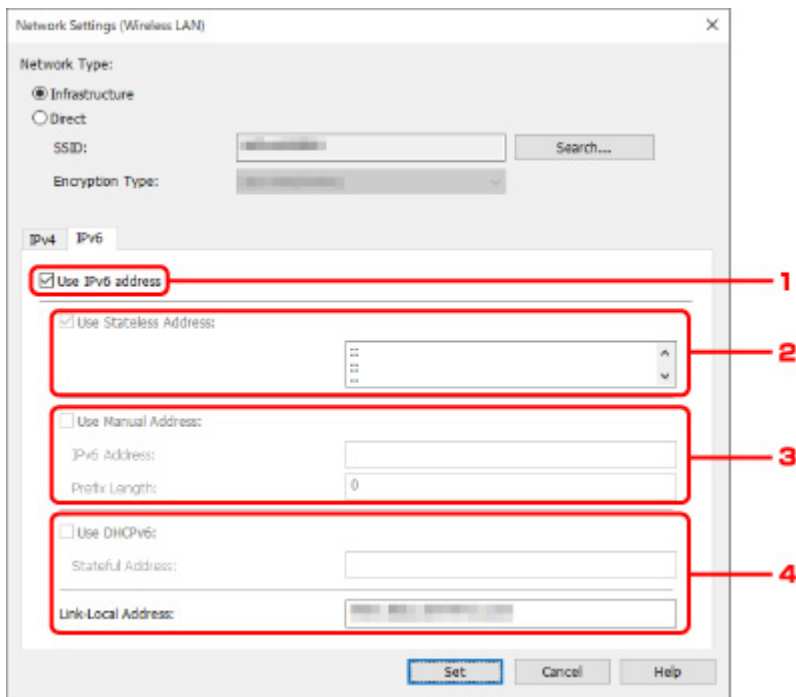 Network Settings (Wireless LAN)
Network Type:
Infrastructure
Direct
SSID:
Search...
Encryption Type:
IPv4 IPv6
Use IPv6 address
1
Use Stateless Address:
::
::
::
2
Use Manual Address:
IPv6 Address:
Prefix Length: 0
3
Use DHCPv6:
Stateful Address:
4
Link-Local Address:
Set Cancel Help